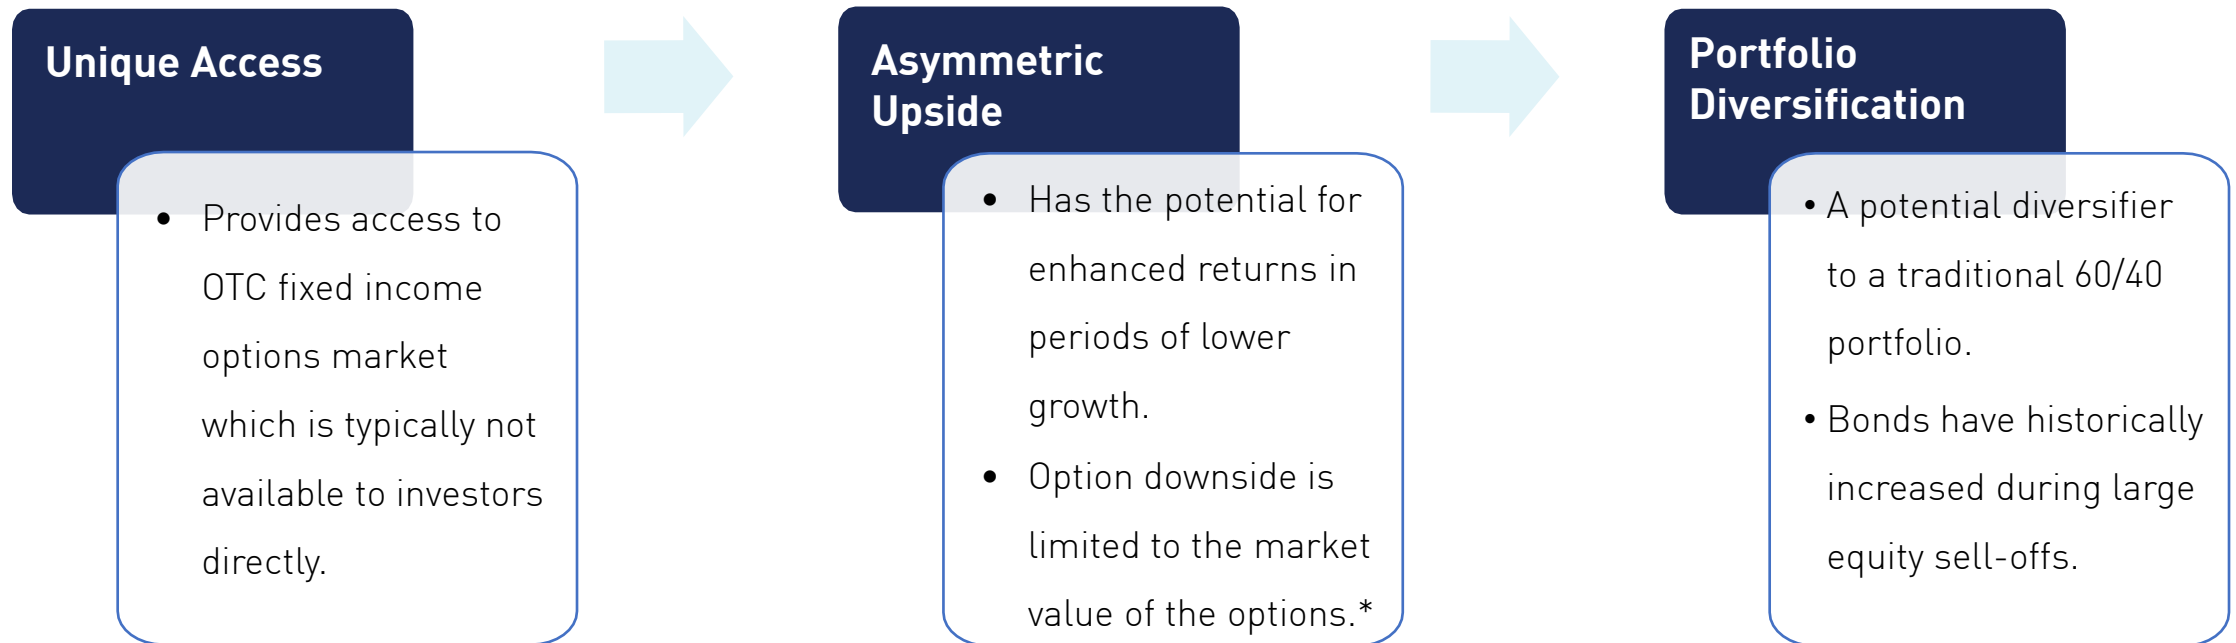 Unique Access
• Provides access to
OTC fixed income
options market
which is typically not
available to investors
directly.
Asymmetric
Upside
• Has the potential for
enhanced returns in
periods of lower
growth.
• Option downside is
limited to the market
value of the options.*
Portfolio
Diversification
• A potential diversifier
to a traditional 60/40
portfolio.
• Bonds have historically
increased during large
equity sell-offs.